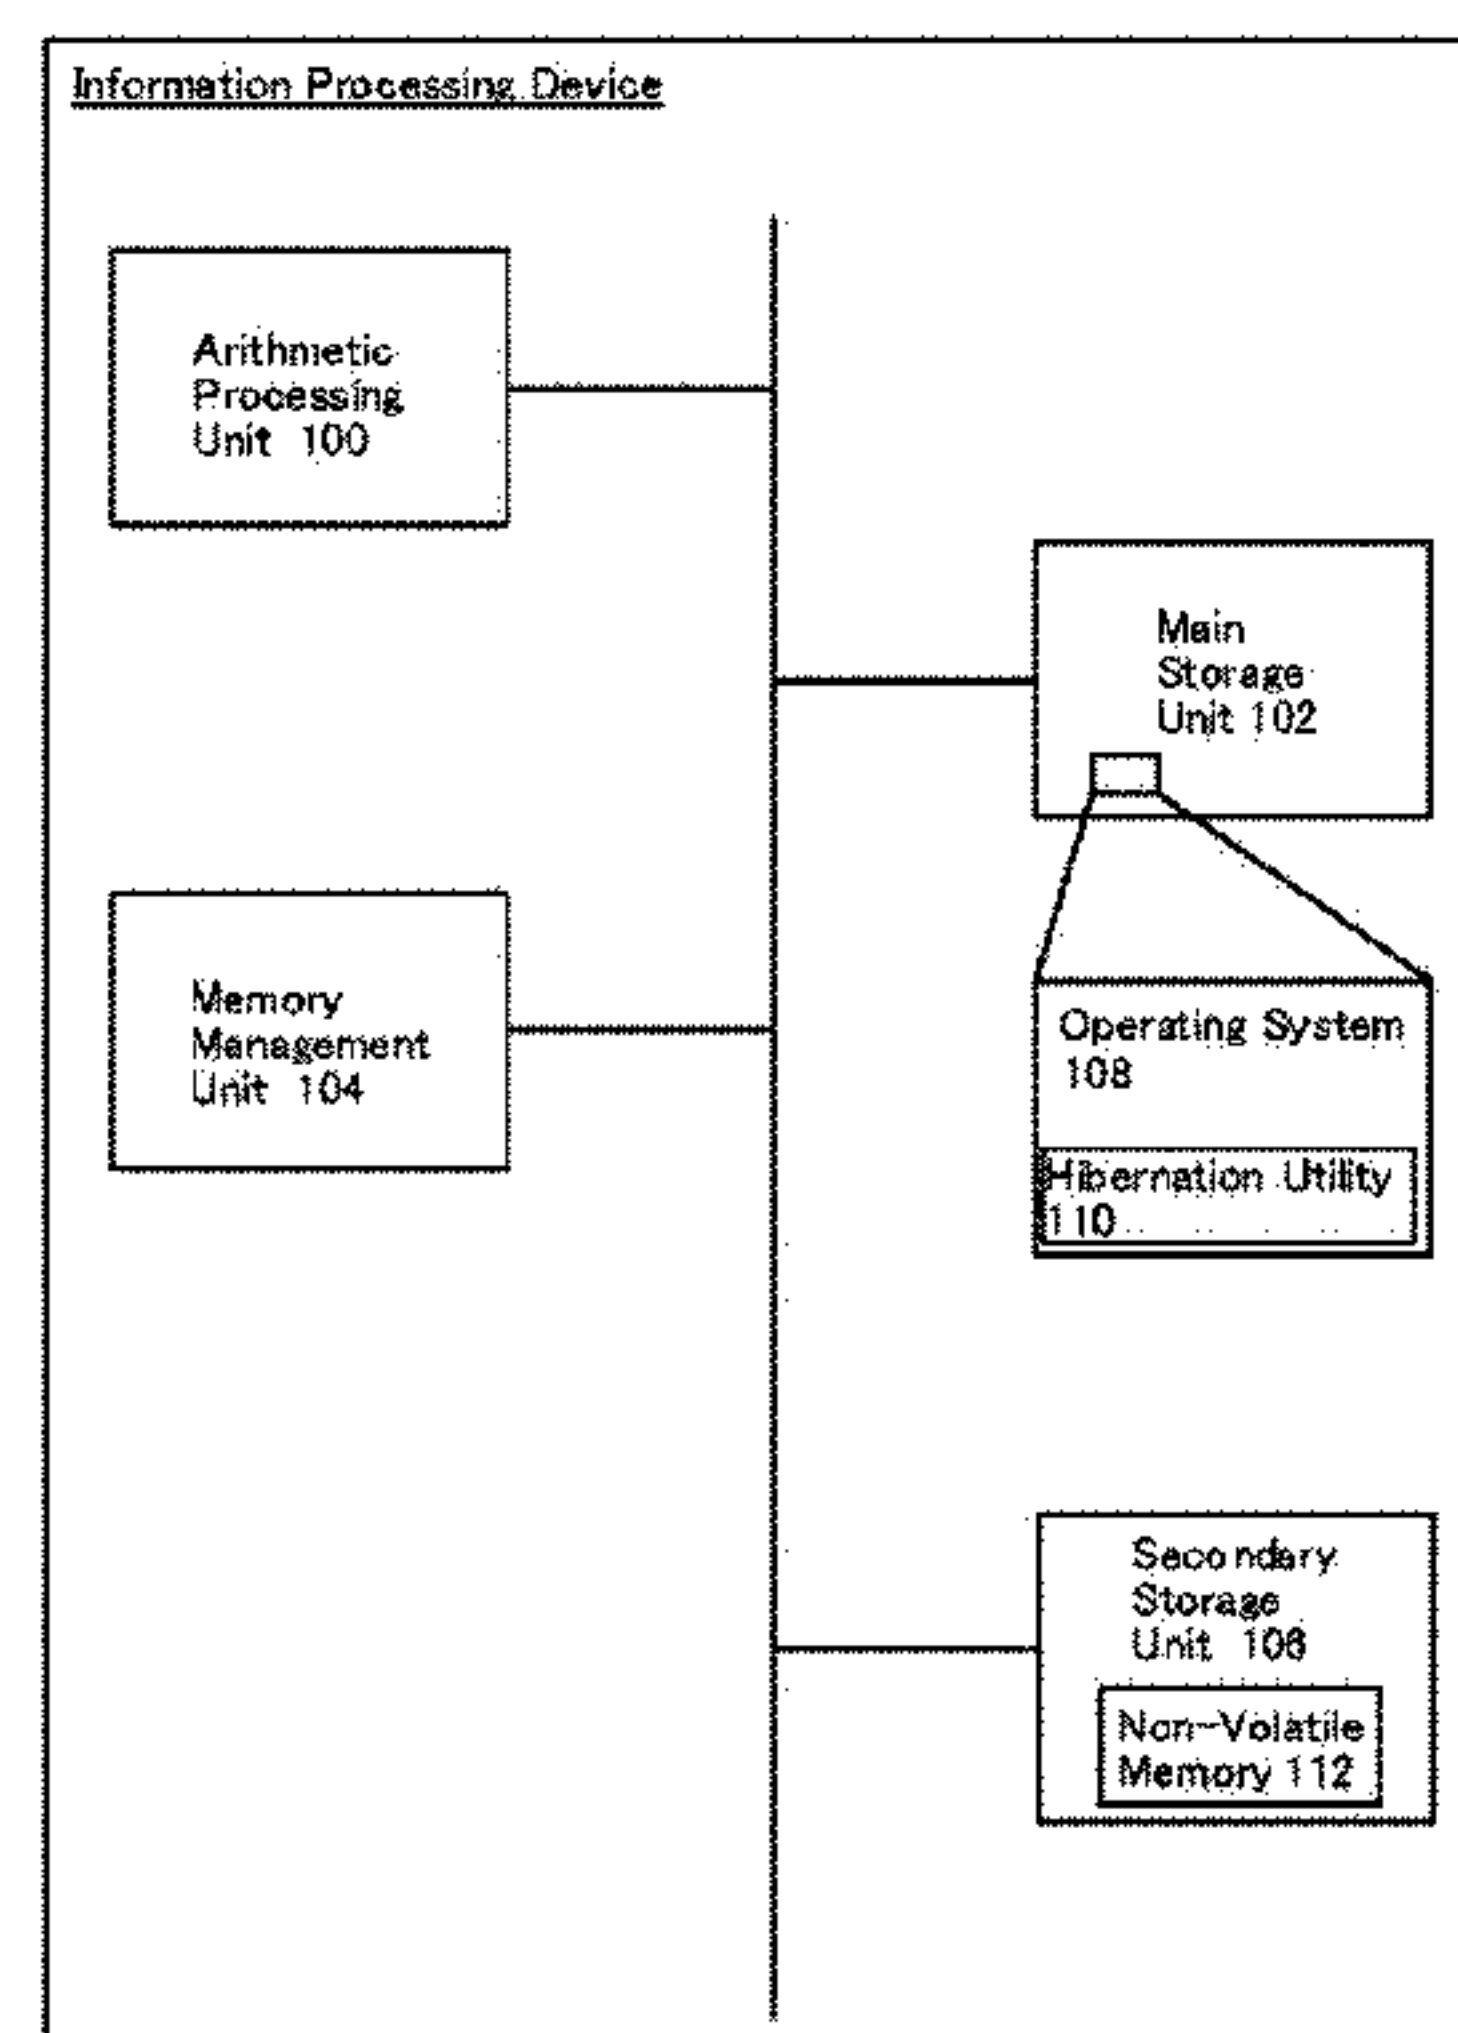 Information Processing Device
Arithmetic
Processing
Unit 100
Main
Storage
Unit 102
Memory
Management
Unit 104
Operating System
108
Hibernation Utility
110
Secondary
Storage
Unit 106
Non-Volatile
Memory 112